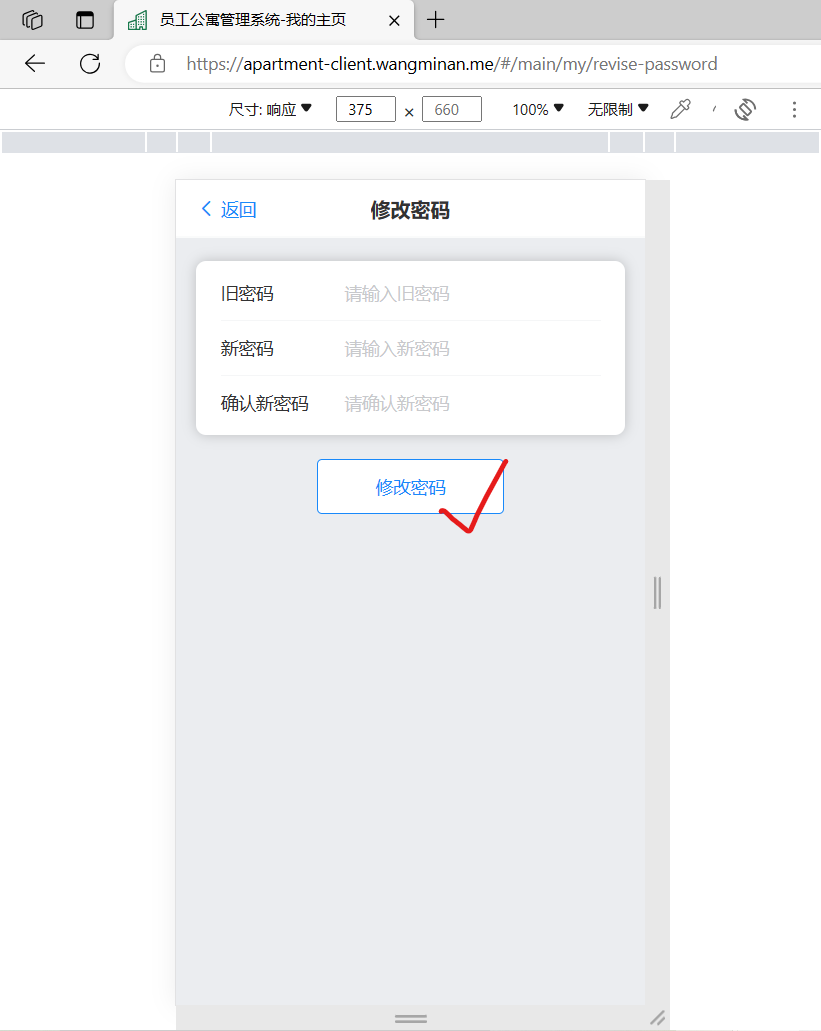 员工公寓管理系统-我的主页
https://apartment-client.wangminan.me/#/main/my/revise-password
尺寸: 响应 375 × 660 100% 无限制
返回 修改密码
旧密码 请输入旧密码
新密码 请输入新密码
确认新密码 请确认新密码
修改密码